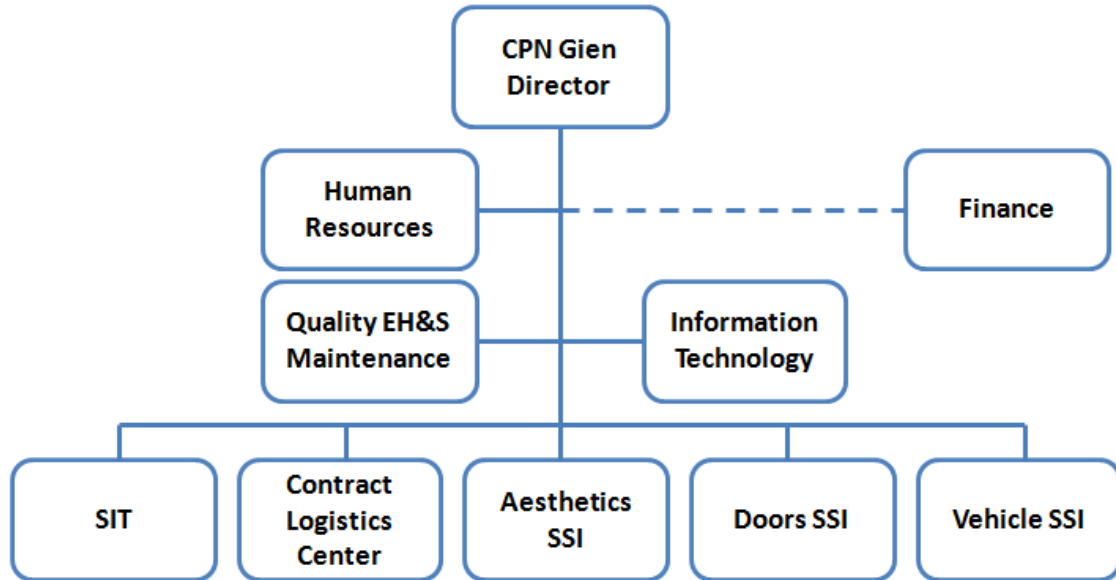 CPN Gien
Director
Human
Resources
Finance
Quality EH&S
Maintenance
Information
Technology
SIT
Contract
Logistics
Center
Aesthetics
SSI
Doors SSI
Vehicle SSI